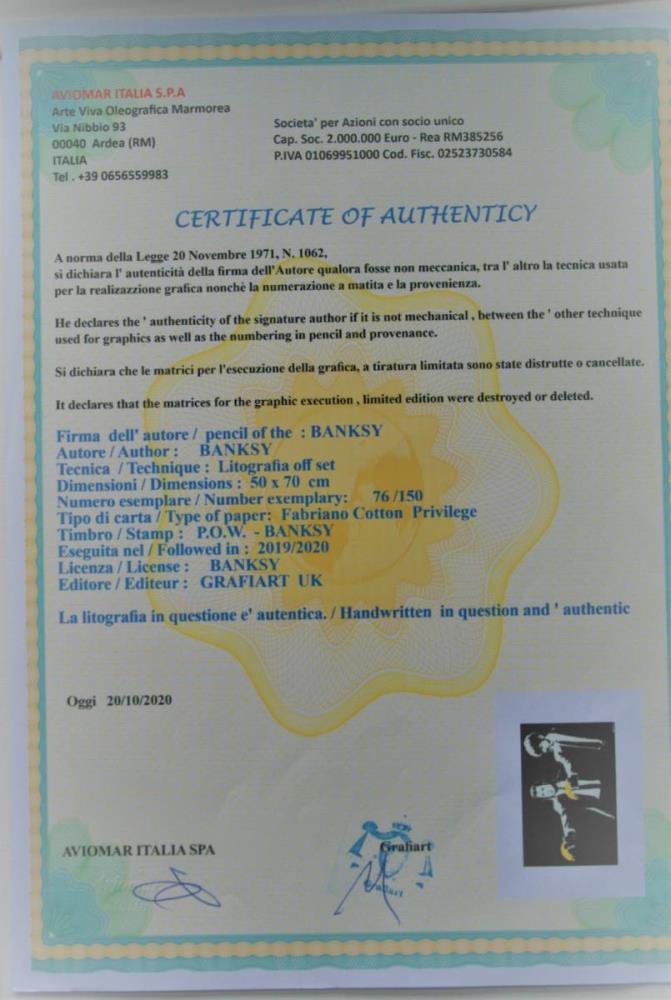 AVIOMAR ITALIA S.P.A
Arte Viva Oleografica Marmorea
Via Nibbio 93
00040 Ardea (RM)
ITALIA
Tel . +39 0656559983
Societa' per Azioni con socio unico
Cap. Soc. 2.000.000 Euro - Rea RM385256
P.IVA 01069951000 Cod. Fisc. 02523730584
CERTIFICATE OF AUTHENTICY
A norma della Legge 20 Novembre 1971, N. 1062,
si dichiara l' autenticità della firma dell'Autore qualora fosse non meccanica, tra l' altro la tecnica usata
per la realizazzione grafica nonchè la numerazione a matita e la provenienza.
He declares the ' authenticity of the signature author if it is not mechanical , between the ' other technique
used for graphics as well as the numbering in pencil and provenance.
Si dichiara che le matrici per l'esecuzione della grafica, a tiratura limitata sono state distrutte o cancellate.
It declares that the matrices for the graphic execution , limited edition were destroyed or deleted.
Firma dell' autore / pencil of the : BANKSY
Autore / Author : BANKSY
Tecnica / Technique : Litografia off set
Dimensioni / Dimensions : 50 x 70 cm
Numero esemplare / Number exemplary: 76 /150
Tipo di carta / Type of paper: Fabriano Cotton Privilege
Timbro / Stamp : P.O.W. - BANKSY
Eseguita nel / Followed in : 2019/2020
Licenza / License : BANKSY
Editore / Editeur : GRAFIART UK
La litografia in questione e' autentica. / Handwritten in question and ' authentic
Oggi 20/10/2020
AVIOMAR ITALIA SPA
Grafiart
Grafiart